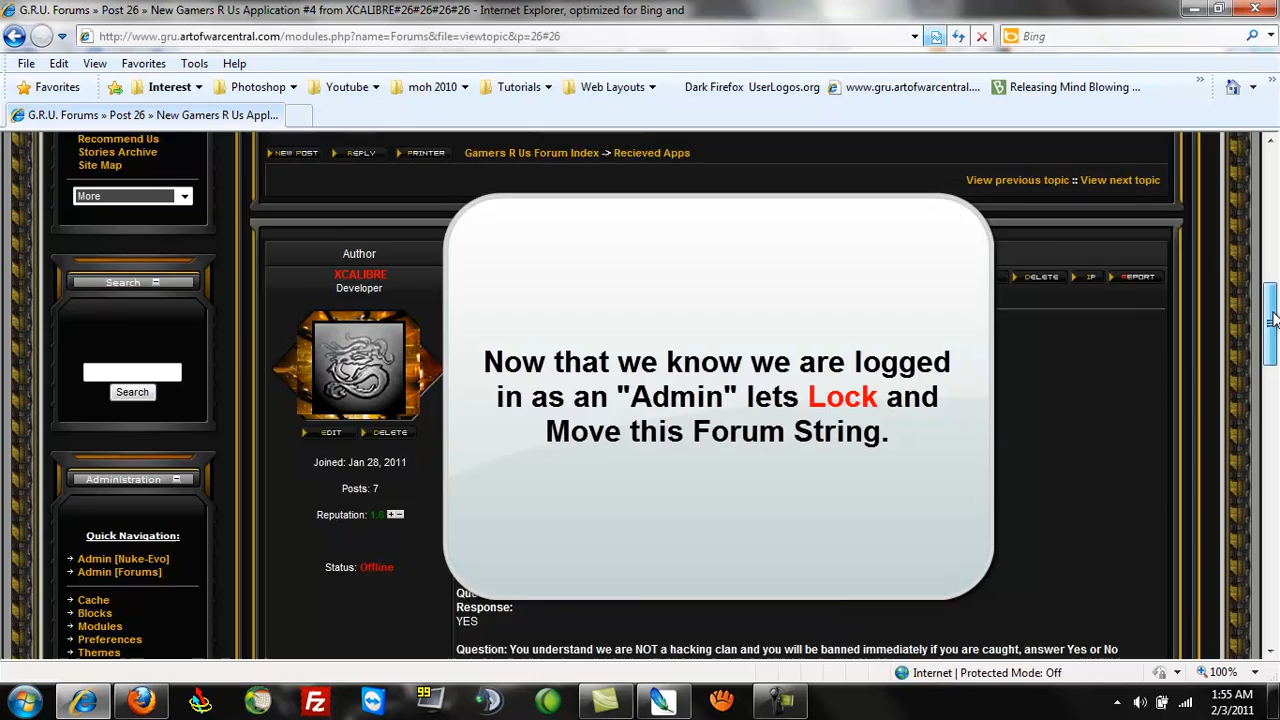 G.R.U. Forums » Post 26 » New Gamers R Us Application #4 from XCALIBRE#26#26#26#26 - Internet Explorer, optimized for Bing and
http://www.gru.artofwarcentral.com/modules.php?name=Forums&file=viewtopic&p=26#26
Bing
File Edit View Favorites Tools Help
Favorites Interest Photoshop Youtube moh 2010 Tutorials Web Layouts Dark Firefox UserLogos.org www.gru.artofwarcentral.... Releasing Mind Blowing ...
G.R.U. Forums » Post 26 » New Gamers R Us Appl...
Recommend Us
Stories Archive
Site Map
More
NEW POST REPLY PRINTER Gamers R Us Forum Index -> Recieved Apps
View previous topic :: View next topic
Author
XCALIBRE
Developer
DELETE IP REPORT
Search
Search
EDIT DELETE
Joined: Jan 28, 2011
Posts: 7
Reputation: 1.6
Status: Offline
Now that we know we are logged
in as an "Admin" lets Lock and
Move this Forum String.
Administration
Quick Navigation:
Admin [Nuke-Evo]
Admin [Forums]
Cache
Blocks
Modules
Preferences
Themes
Response:
YES
Question: You understand we are NOT a hacking clan and you will be banned immediately if you are caught, answer Yes or No
Internet | Protected Mode: Off
100%
99
1:55 AM
2/3/2011